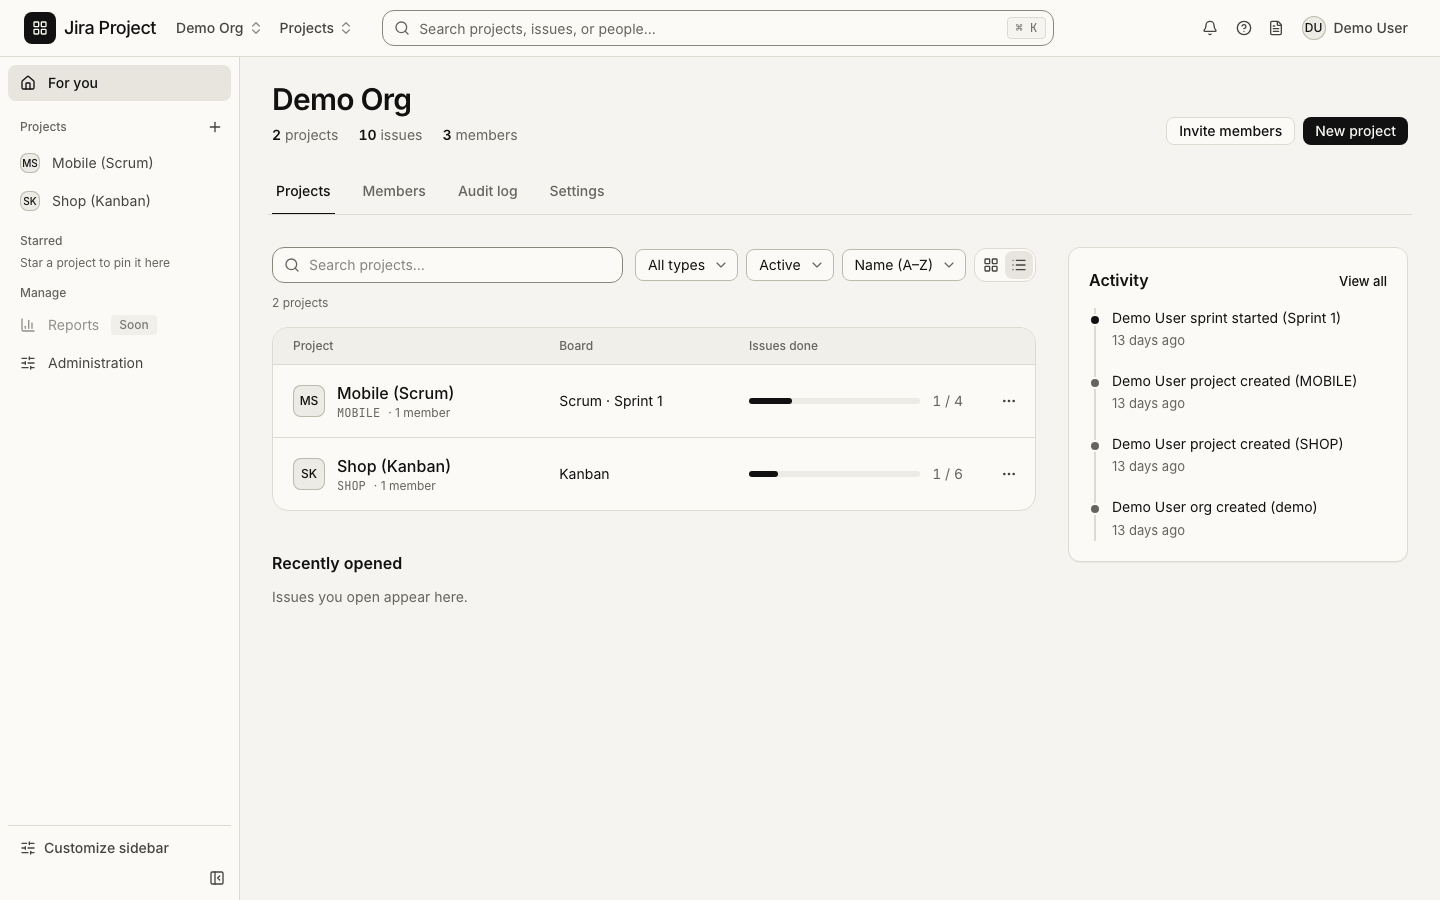 Jira Project
Demo Org
Projects
Search projects, issues, or people...
⌘ K
DU
Demo User
For you
Projects
MS
Mobile (Scrum)
SK
Shop (Kanban)
Starred
Star a project to pin it here
Manage
Reports
Soon
Administration
Customize sidebar
Demo Org
2 projects
10 issues
3 members
Invite members
New project
Projects
Members
Audit log
Settings
Search projects...
All types
Active
Name (A–Z)
2 projects
Project
Board
Issues done
MS
Mobile (Scrum)
MOBILE · 1 member
Scrum · Sprint 1
1 / 4
SK
Shop (Kanban)
SHOP · 1 member
Kanban
1 / 6
Recently opened
Issues you open appear here.
Activity
View all
Demo User sprint started (Sprint 1)
13 days ago
Demo User project created (MOBILE)
13 days ago
Demo User project created (SHOP)
13 days ago
Demo User org created (demo)
13 days ago